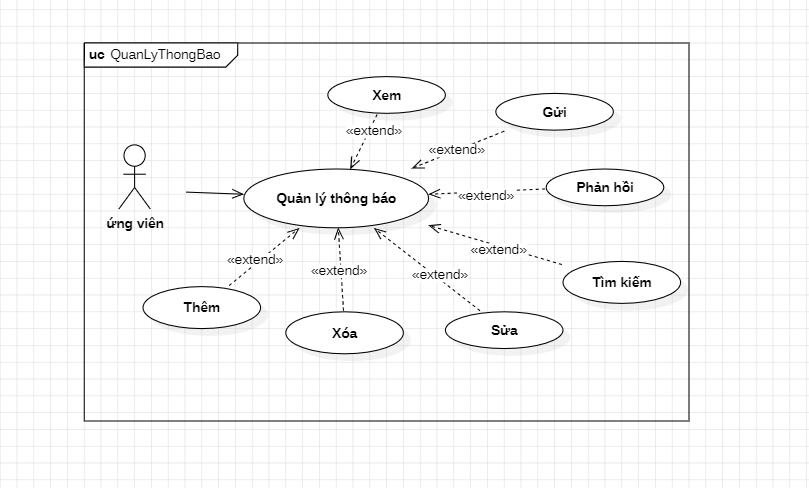 uc QuanLyThongBao
Xem
Gửi
«extend»
«extend»
Phản hồi
«extend»
Quản lý thông báo
ứng viên
«extend»
«extend»
«extend»
«extend»
Tìm kiếm
Thêm
Xóa
Sửa